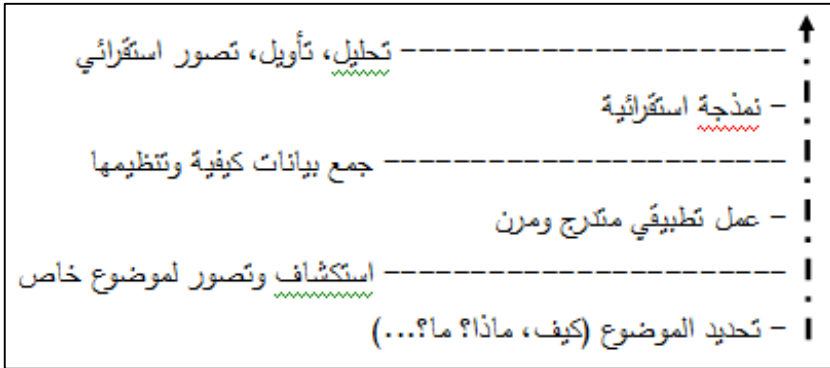 ---------------------- تحليل، تأويل، تصور استقرائي
- نمذجة استقرائية
---------------------- جمع بيانات كيفية وتنظيمها
- عمل تطبيقي متدرج ومرن
---------------------- استكشاف وتصور لموضوع خاص
- تحديد الموضوع (كيف، ماذا؟ ما؟...)